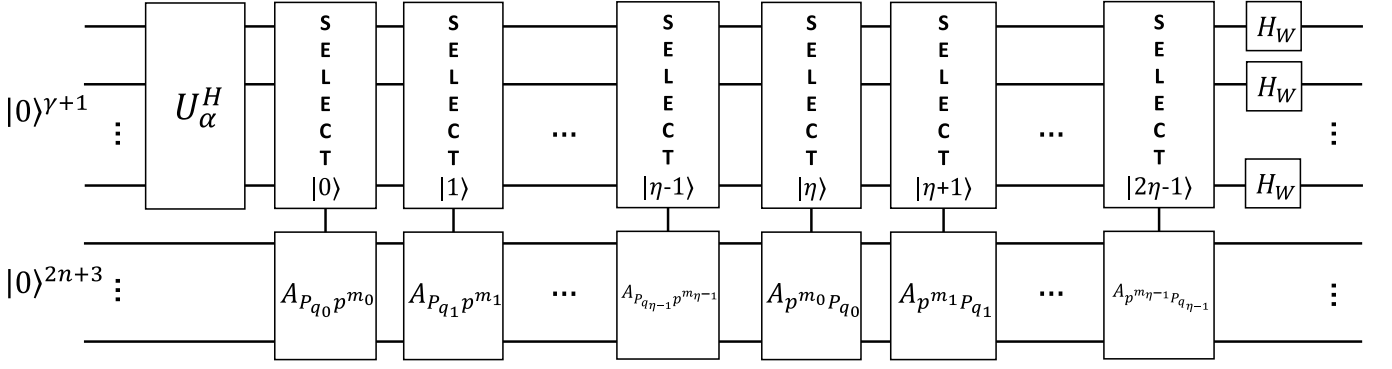 |0⟩^{γ+1}
⋮
U_α^H
S E L E C T |0⟩
S E L E C T |1⟩
...
S E L E C T |η-1⟩
S E L E C T |η⟩
S E L E C T |η+1⟩
...
S E L E C T |2η-1⟩
H_W
H_W
⋮
H_W
|0⟩^{2n+3}
⋮
A_{P_{q_0} p^{m_0}}
A_{P_{q_1} p^{m_1}}
...
A_{P_{q_{η-1}} p^{m_{η-1}}}
A_{p^{m_0} P_{q_0}}
A_{p^{m_1} P_{q_1}}
...
A_{p^{m_{η-1}} P_{q_{η-1}}}
⋮